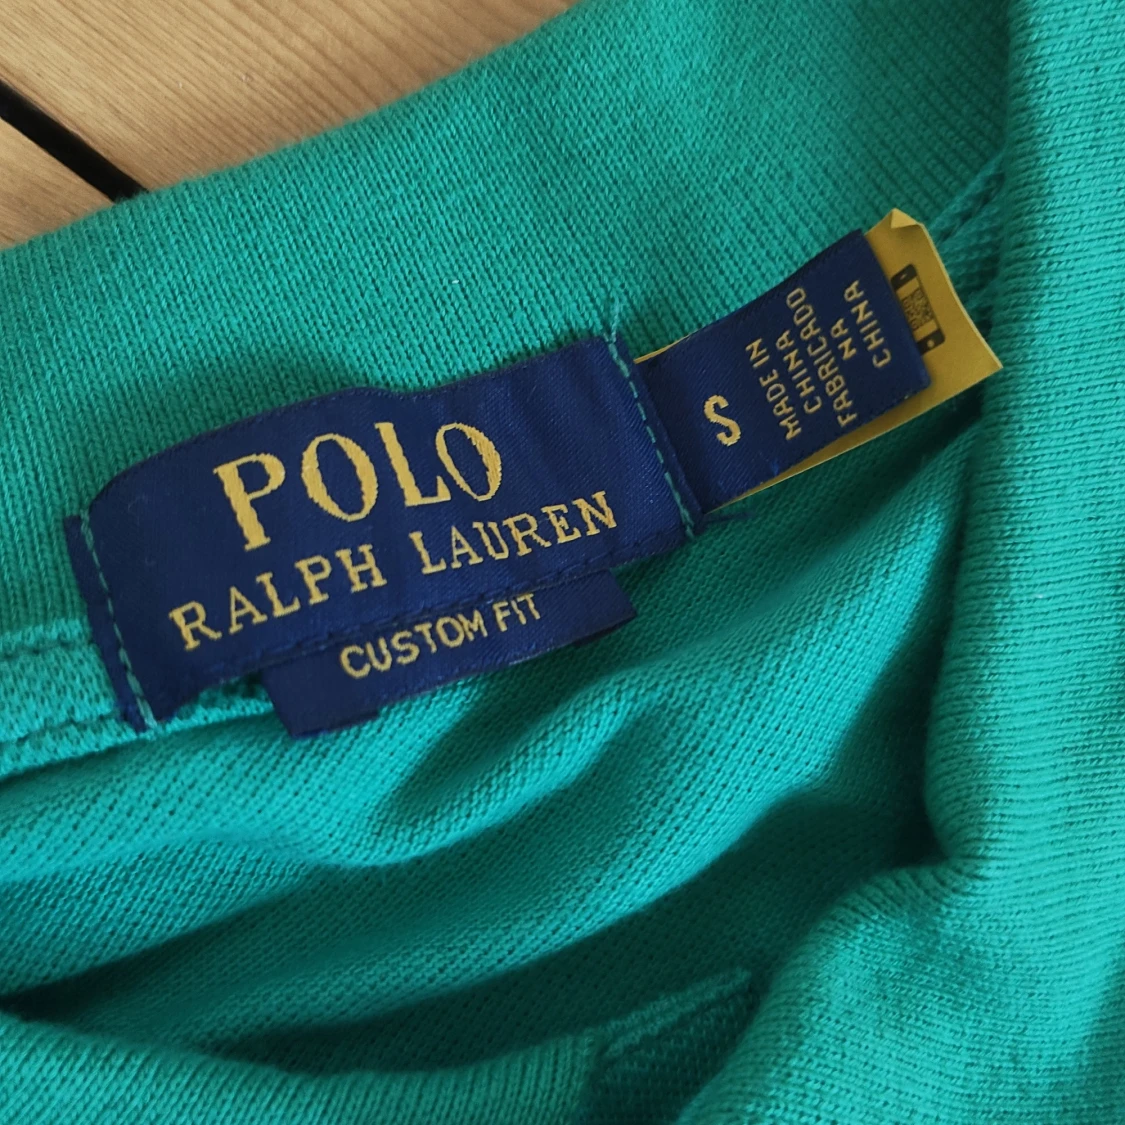 POLO
RALPH LAUREN
CUSTOM FIT
S
MADE IN
CHINA
FABRICADO
NA
CHINA